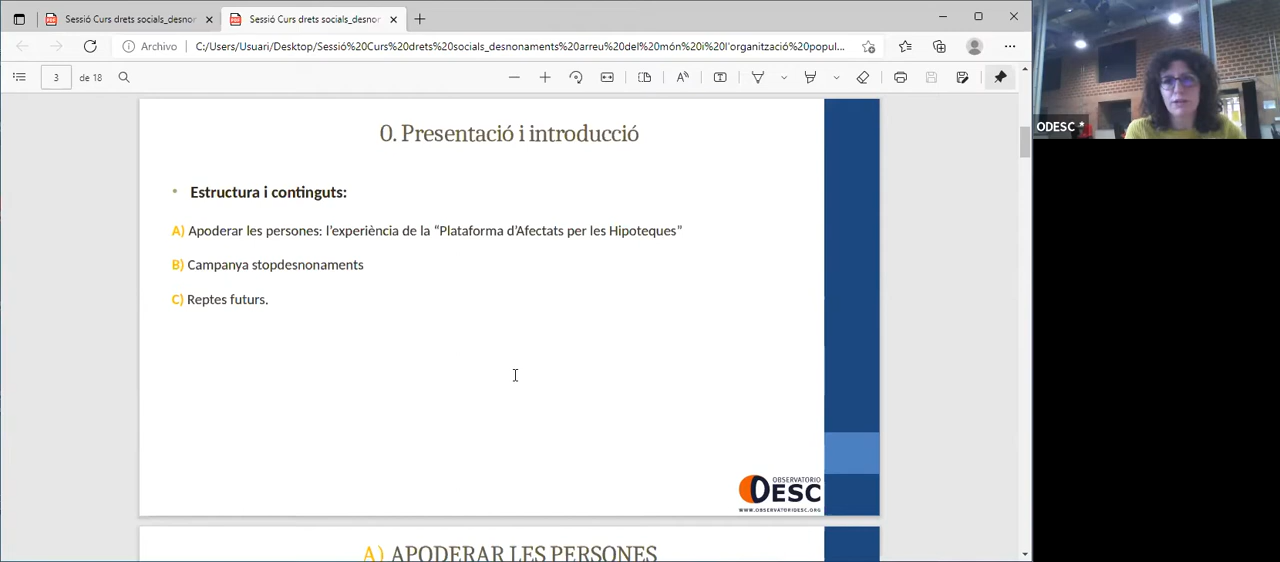 Sessió Curs drets socials_desnor
Sessió Curs drets socials_desnor
Archivo
C:/Users/Usuari/Desktop/Sessió%20Curs%20drets%20socials_desnonaments%20arreu%20del%20món%20i%20l'organització%20popul...
3
de 18
0. Presentació i introducció
• Estructura i continguts:
A) Apoderar les persones: l'experiència de la “Plataforma d'Afectats per les Hipoteques”
B) Campanya stopdesnonaments
C) Reptes futurs.
OBSERVATORIO
DESC
WWW.OBSERVATORIDESC.ORG
A) APODERAR LES PERSONES
ODESC *